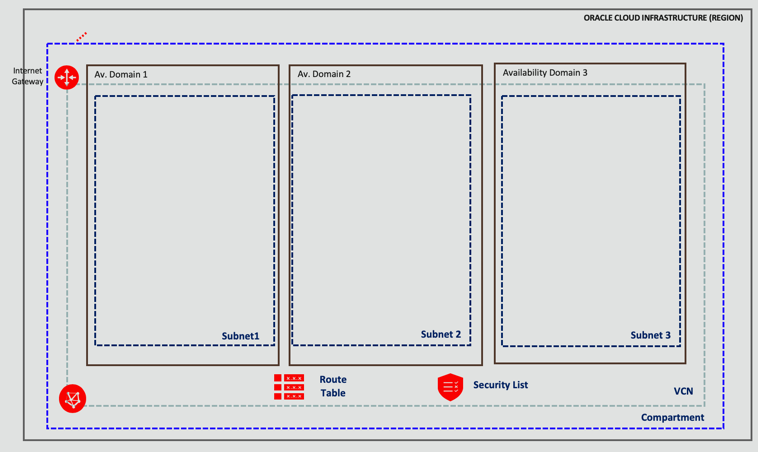 ORACLE CLOUD INFRASTRUCTURE (REGION)
Internet
Gateway
Av. Domain 1
Av. Domain 2
Availability Domain 3
Subnet1
Subnet 2
Subnet 3
Route
Table
Security List
VCN
Compartment